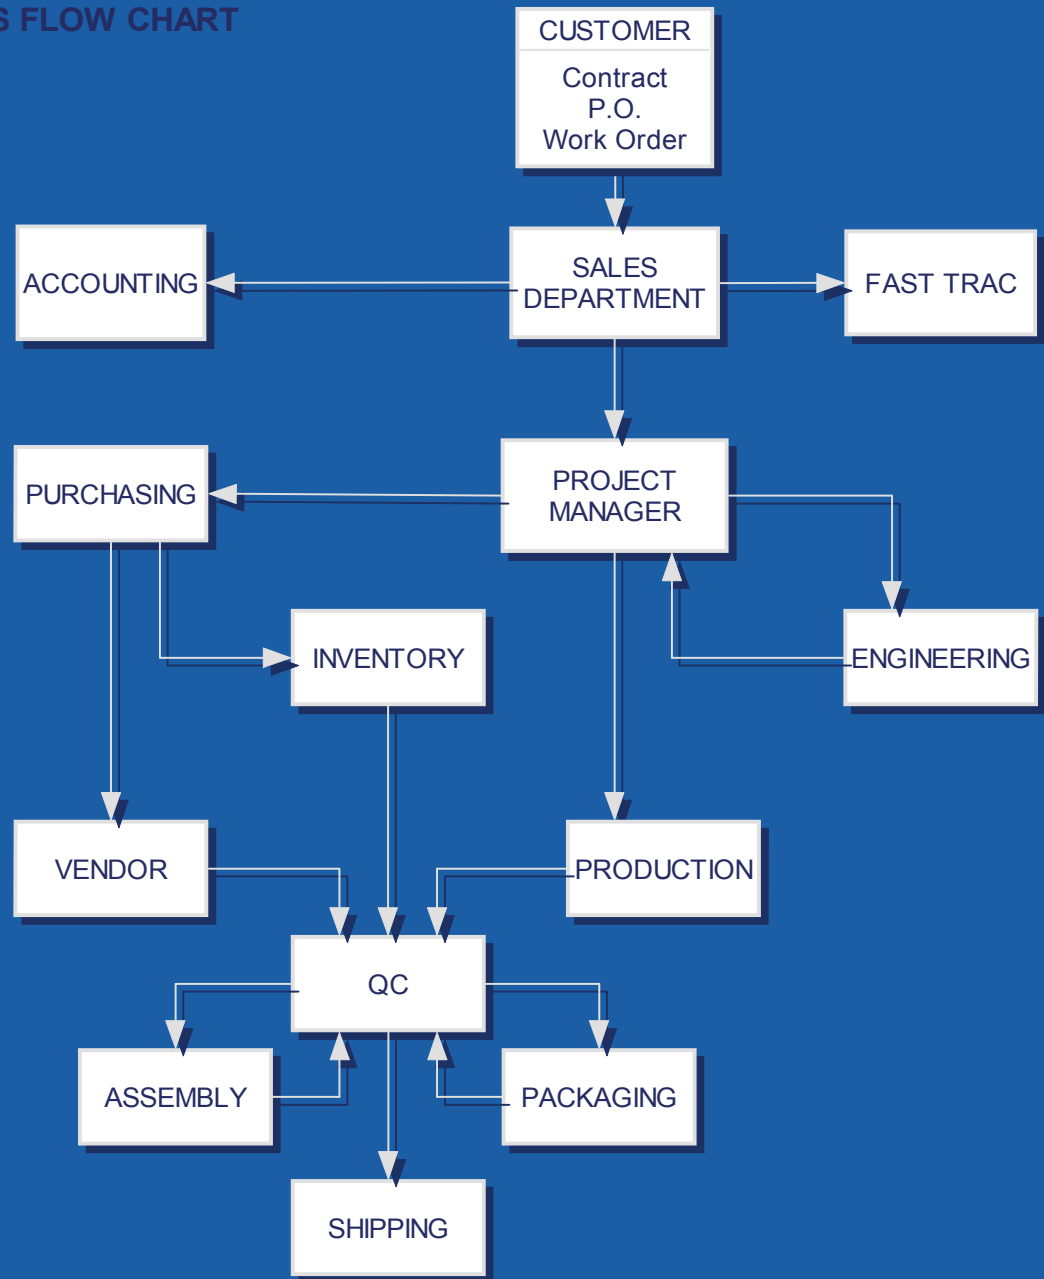 S FLOW CHART
CUSTOMER
Contract
P.O.
Work Order
ACCOUNTING
SALES
DEPARTMENT
FAST TRAC
PURCHASING
PROJECT
MANAGER
INVENTORY
ENGINEERING
VENDOR
PRODUCTION
QC
ASSEMBLY
PACKAGING
SHIPPING